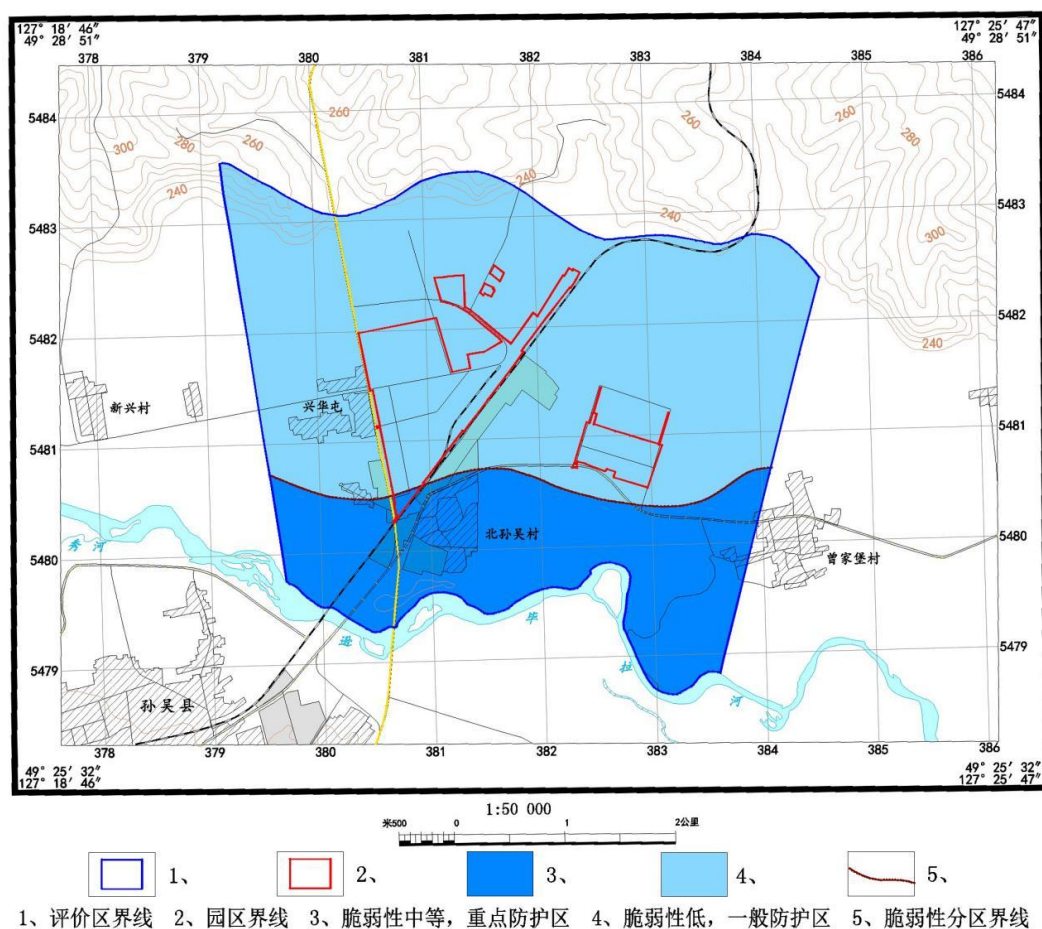 127° 18′ 46″
49° 28′ 51″
127° 25′ 47″
49° 28′ 51″
378 379 380 381 382 383 384 385 386
5484 5484
260 260 260
300 280 260 280
240 240 240
5483 5483
300
5482 5482
240
新兴村 兴华屯
5481 5481
北孙吴村
曾家堡村
5480 5480
秀河
逊 毕 拉 河
5479 5479
孙吴县
378 379 380 381 382 383 384 385 386
49° 25′ 32″
127° 18′ 46″
49° 25′ 32″
127° 25′ 47″
1:50 000
米500 0 1 2公里
1、 2、 3、 4、 5、
1、评价区界线 2、园区界线 3、脆弱性中等，重点防护区 4、脆弱性低，一般防护区 5、脆弱性分区界线